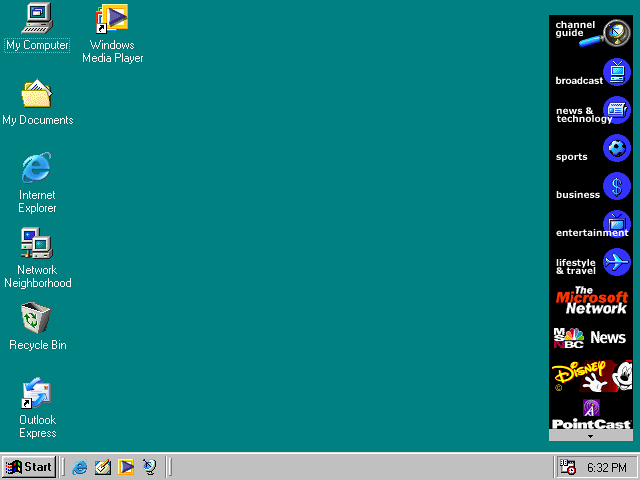 My Computer
Windows
Media Player
My Documents
Internet
Explorer
Network
Neighborhood
Recycle Bin
Outlook
Express
channel
guide
broadcast
news &
technology
sports
business
entertainment
lifestyle
& travel
The
Microsoft
Network
MSNBC News
Disney
©
PointCast
Start
6:32 PM